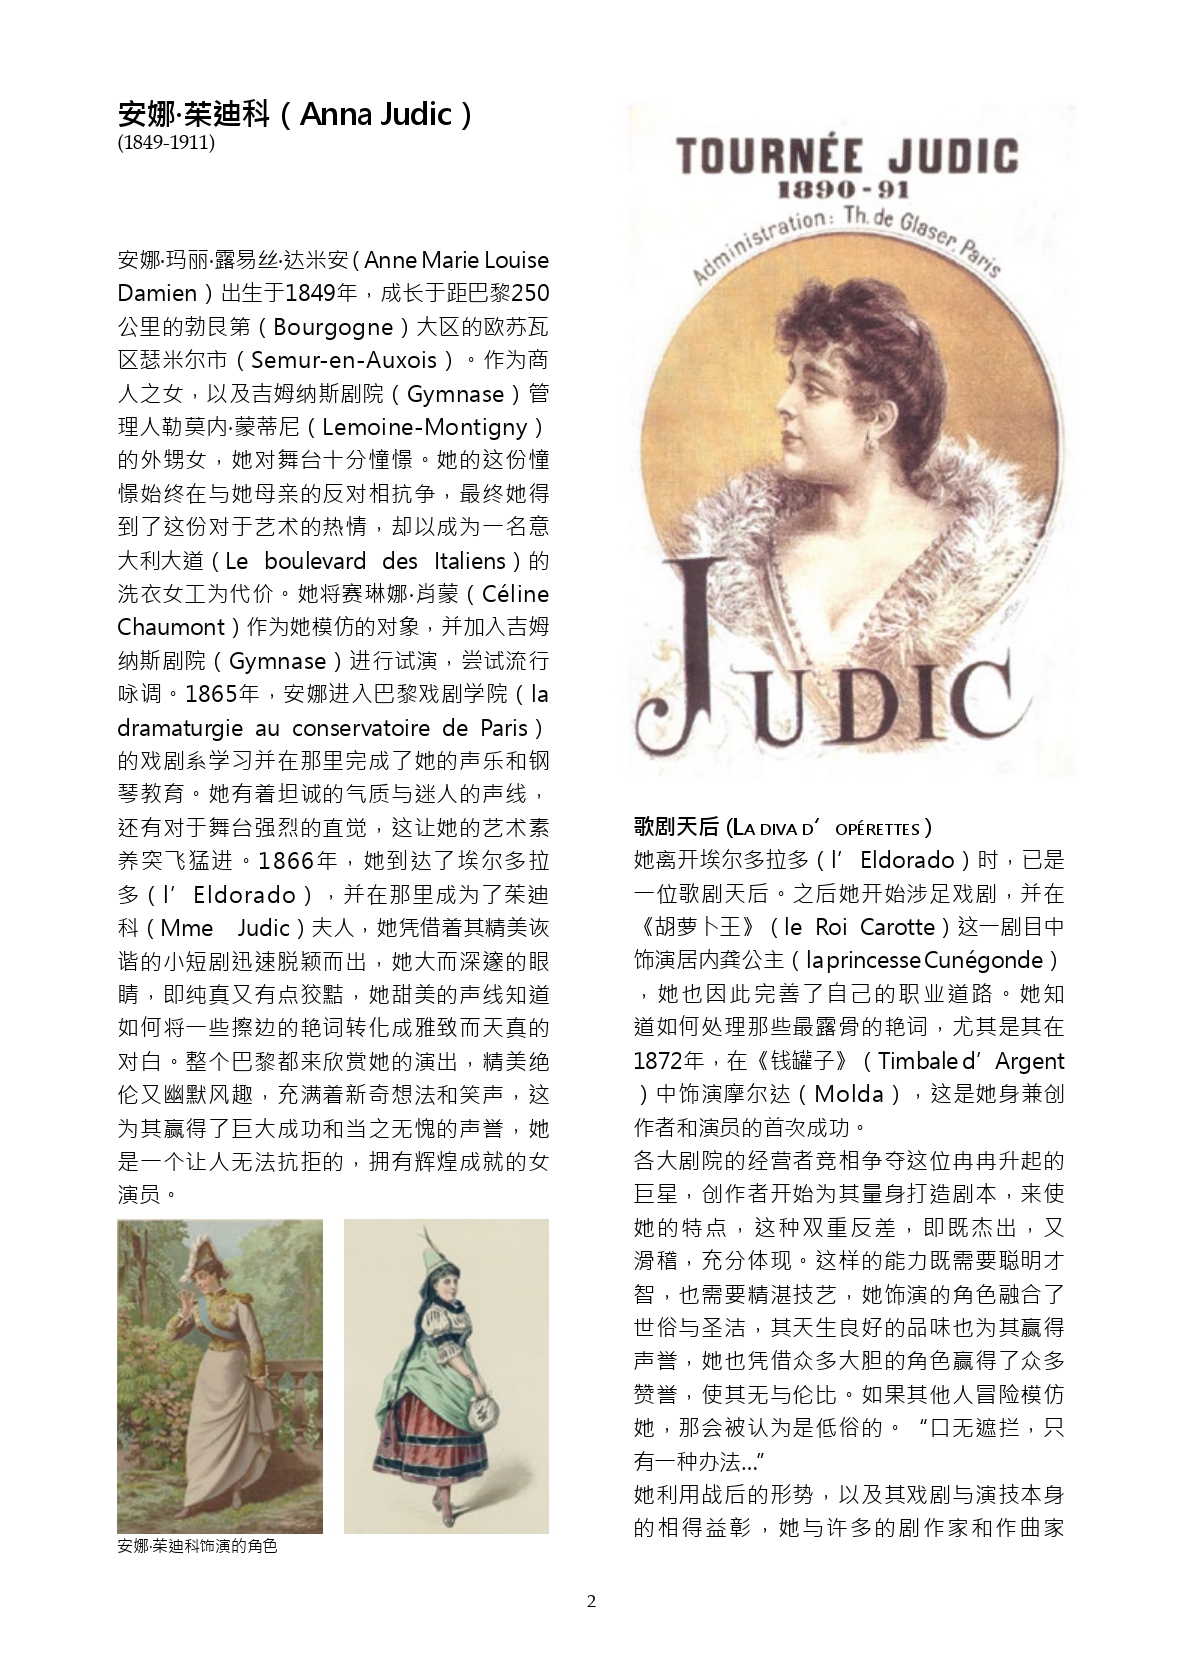 安娜·茱迪科（Anna Judic）
(1849-1911)
安娜·玛丽·露易丝·达米安（Anne Marie Louise
Damien）出生于1849年，成长于距巴黎250
公里的勃艮第（Bourgogne）大区的欧苏瓦
区瑟米尔市（Semur-en-Auxois）。作为商
人之女，以及吉姆纳斯剧院（Gymnase）管
理人勒莫内·蒙蒂尼（Lemoine-Montigny）
的外甥女，她对舞台十分憧憬。她的这份憧
憬始终在与她母亲的反对相抗争，最终她得
到了这份对于艺术的热情，却以成为一名意
大利大道（Le boulevard des Italiens）的
洗衣女工为代价。她将赛琳娜·肖蒙（Céline
Chaumont）作为她模仿的对象，并加入吉姆
纳斯剧院（Gymnase）进行试演，尝试流行
咏调。1865年，安娜进入巴黎戏剧学院（la
dramaturgie au conservatoire de Paris）
的戏剧系学习并在那里完成了她的声乐和钢
琴教育。她有着坦诚的气质与迷人的声线，
还有对于舞台强烈的直觉，这让她的艺术素
养突飞猛进。1866年，她到达了埃尔多拉
多（l’Eldorado），并在那里成为了茱迪
科（Mme Judic）夫人，她凭借着其精美诙
谐的小短剧迅速脱颖而出，她大而深邃的眼
睛，即纯真又有点狡黠，她甜美的声线知道
如何将一些擦边的艳词转化成雅致而天真的
对白。整个巴黎都来欣赏她的演出，精美绝
伦又幽默风趣，充满着新奇想法和笑声，这
为其赢得了巨大成功和当之无愧的声誉，她
是一个让人无法抗拒的，拥有辉煌成就的女
演员。
安娜·茱迪科饰演的角色
TOURNÉE JUDIC
1890-91
Administration: Th. de Glaser, Paris
JUDIC
歌剧天后 (LA DIVA D’OPÉRETTES )
她离开埃尔多拉多（l’Eldorado）时，已是
一位歌剧天后。之后她开始涉足戏剧，并在
《胡萝卜王》（le Roi Carotte）这一剧目中
饰演居内龚公主（la princesse Cunégonde）
，她也因此完善了自己的职业道路。她知
道如何处理那些最露骨的艳词，尤其是其在
1872年，在《钱罐子》（Timbale d’Argent
）中饰演摩尔达（Molda），这是她身兼创
作者和演员的首次成功。
各大剧院的经营者竞相争夺这位冉冉升起的
巨星，创作者开始为其量身打造剧本，来使
她的特点，这种双重反差，即既杰出，又
滑稽，充分体现。这样的能力既需要聪明才
智，也需要精湛技艺，她饰演的角色融合了
世俗与圣洁，其天生良好的品味也为其赢得
声誉，她也凭借众多大胆的角色赢得了众多
赞誉，使其无与伦比。如果其他人冒险模仿
她，那会被认为是低俗的。“口无遮拦，只
有一种办法…”
她利用战后的形势，以及其戏剧与演技本身
的相得益彰，她与许多的剧作家和作曲家
2